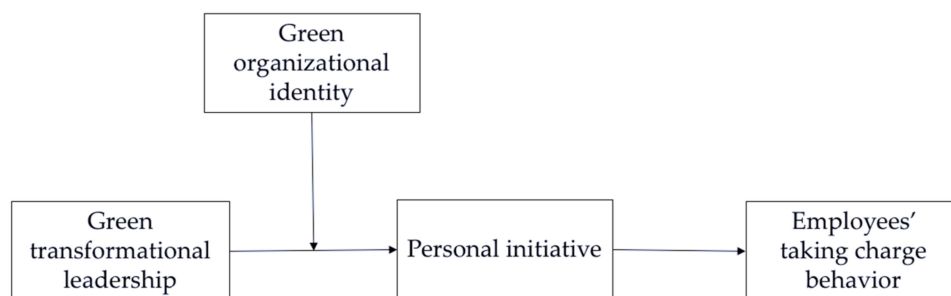 Green
organizational
identity
Green
transformational
leadership
Personal initiative
Employees’
taking charge
behavior